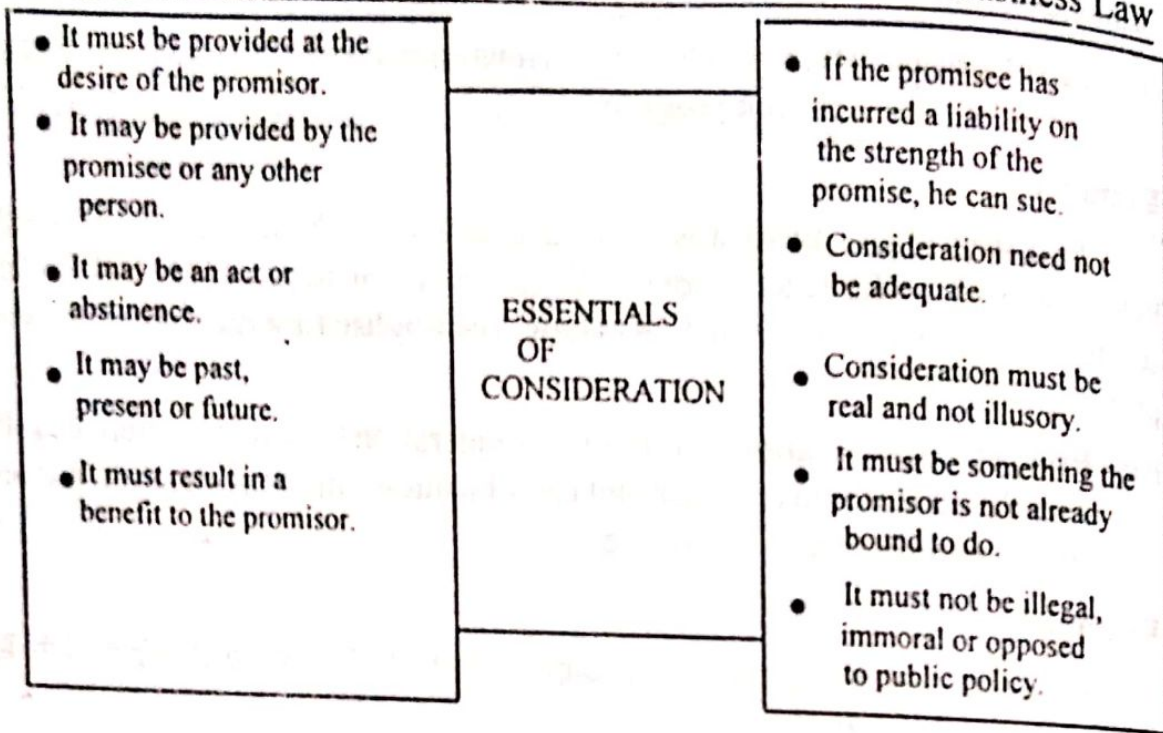 Law
• It must be provided at the
desire of the promisor.
• It may be provided by the
promisee or any other
person.
• It may be an act or
abstinence.
• It may be past,
present or future.
• It must result in a
benefit to the promisor.
ESSENTIALS
OF
CONSIDERATION
• If the promisee has
incurred a liability on
the strength of the
promise, he can sue.
• Consideration need not
be adequate.
• Consideration must be
real and not illusory.
• It must be something the
promisor is not already
bound to do.
• It must not be illegal,
immoral or opposed
to public policy.